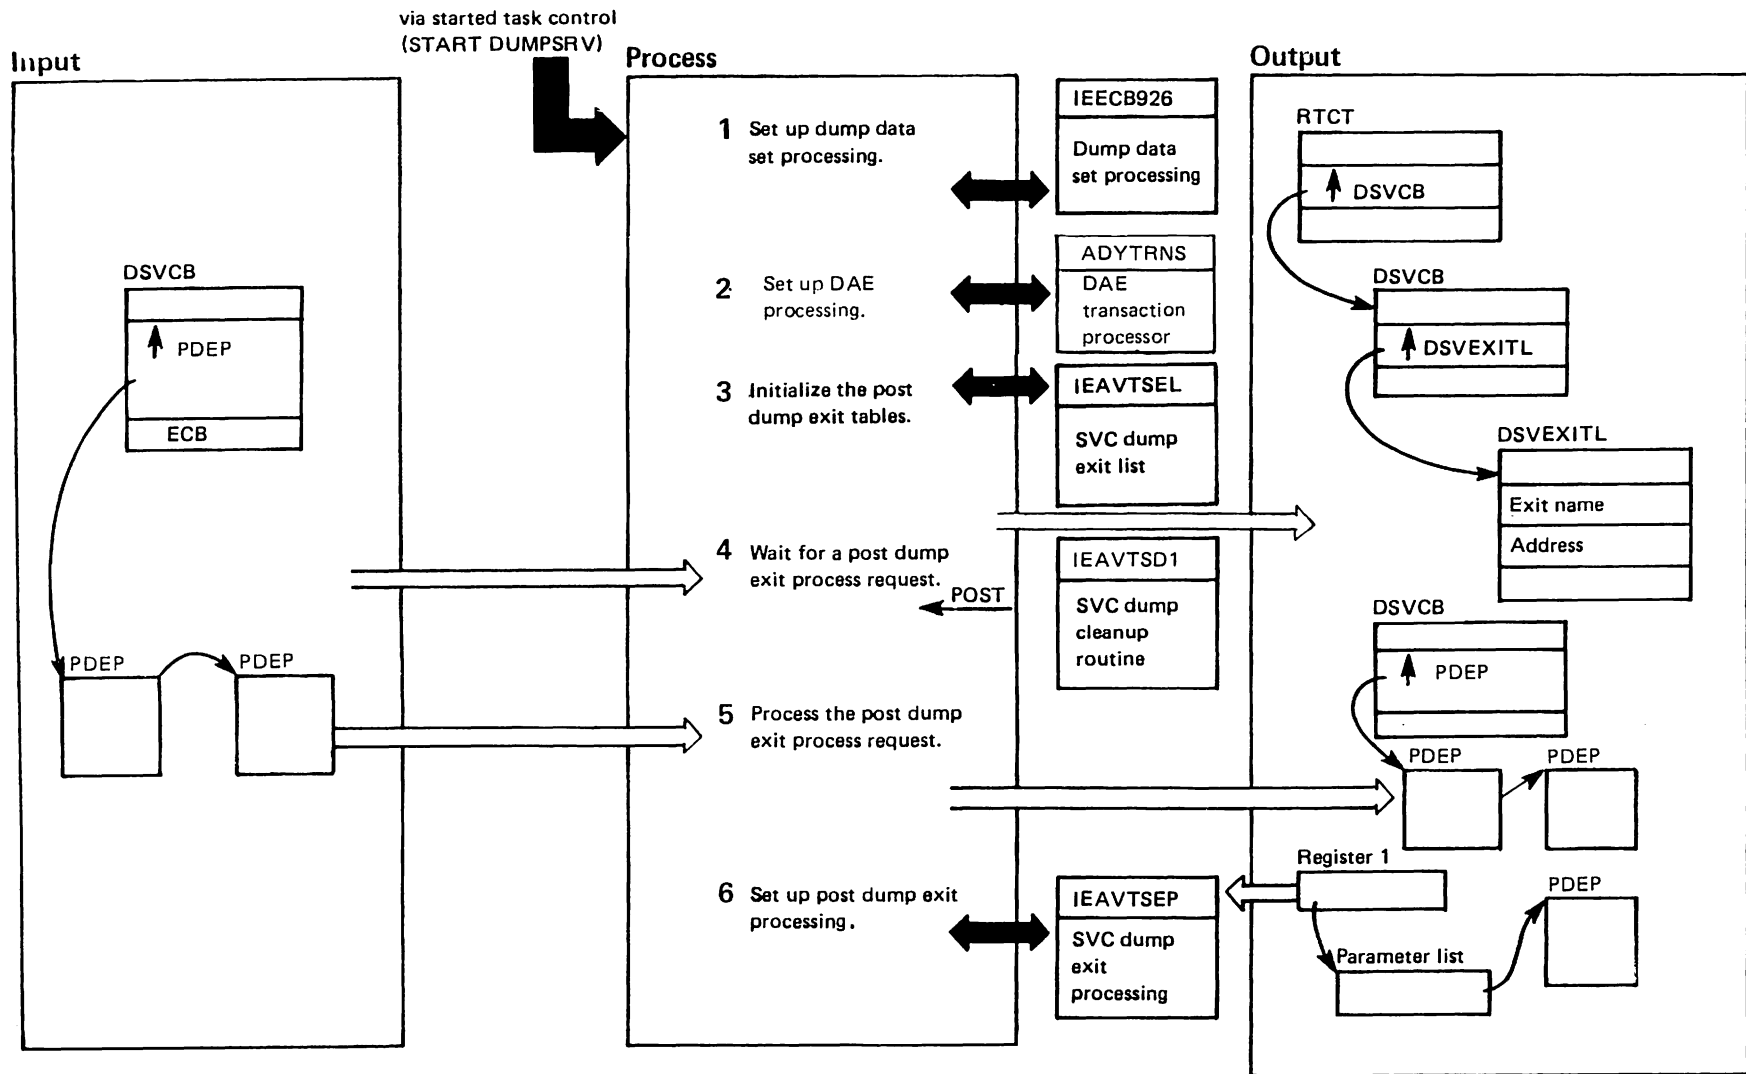 via started task control
(START DUMPSRV)
Input
Process
Output
DSVCB
PDEP
ECB
PDEP
PDEP
1 Set up dump data
set processing.
2. Set up DAE
processing.
3 Initialize the post
dump exit tables.
4 Wait for a post dump
exit process request.
POST
5 Process the post dump
exit process request.
6 Set up post dump exit
processing.
IEECB926
Dump data
set processing
ADYTRNS
DAE
transaction
processor
IEAVTSEL
SVC dump
exit list
IEAVTSD1
SVC dump
cleanup
routine
IEAVTSEP
SVC dump
exit
processing
RTCT
DSVCB
DSVCB
DSVEXITL
DSVEXITL
Exit name
Address
DSVCB
PDEP
PDEP
PDEP
Register 1
PDEP
Parameter list